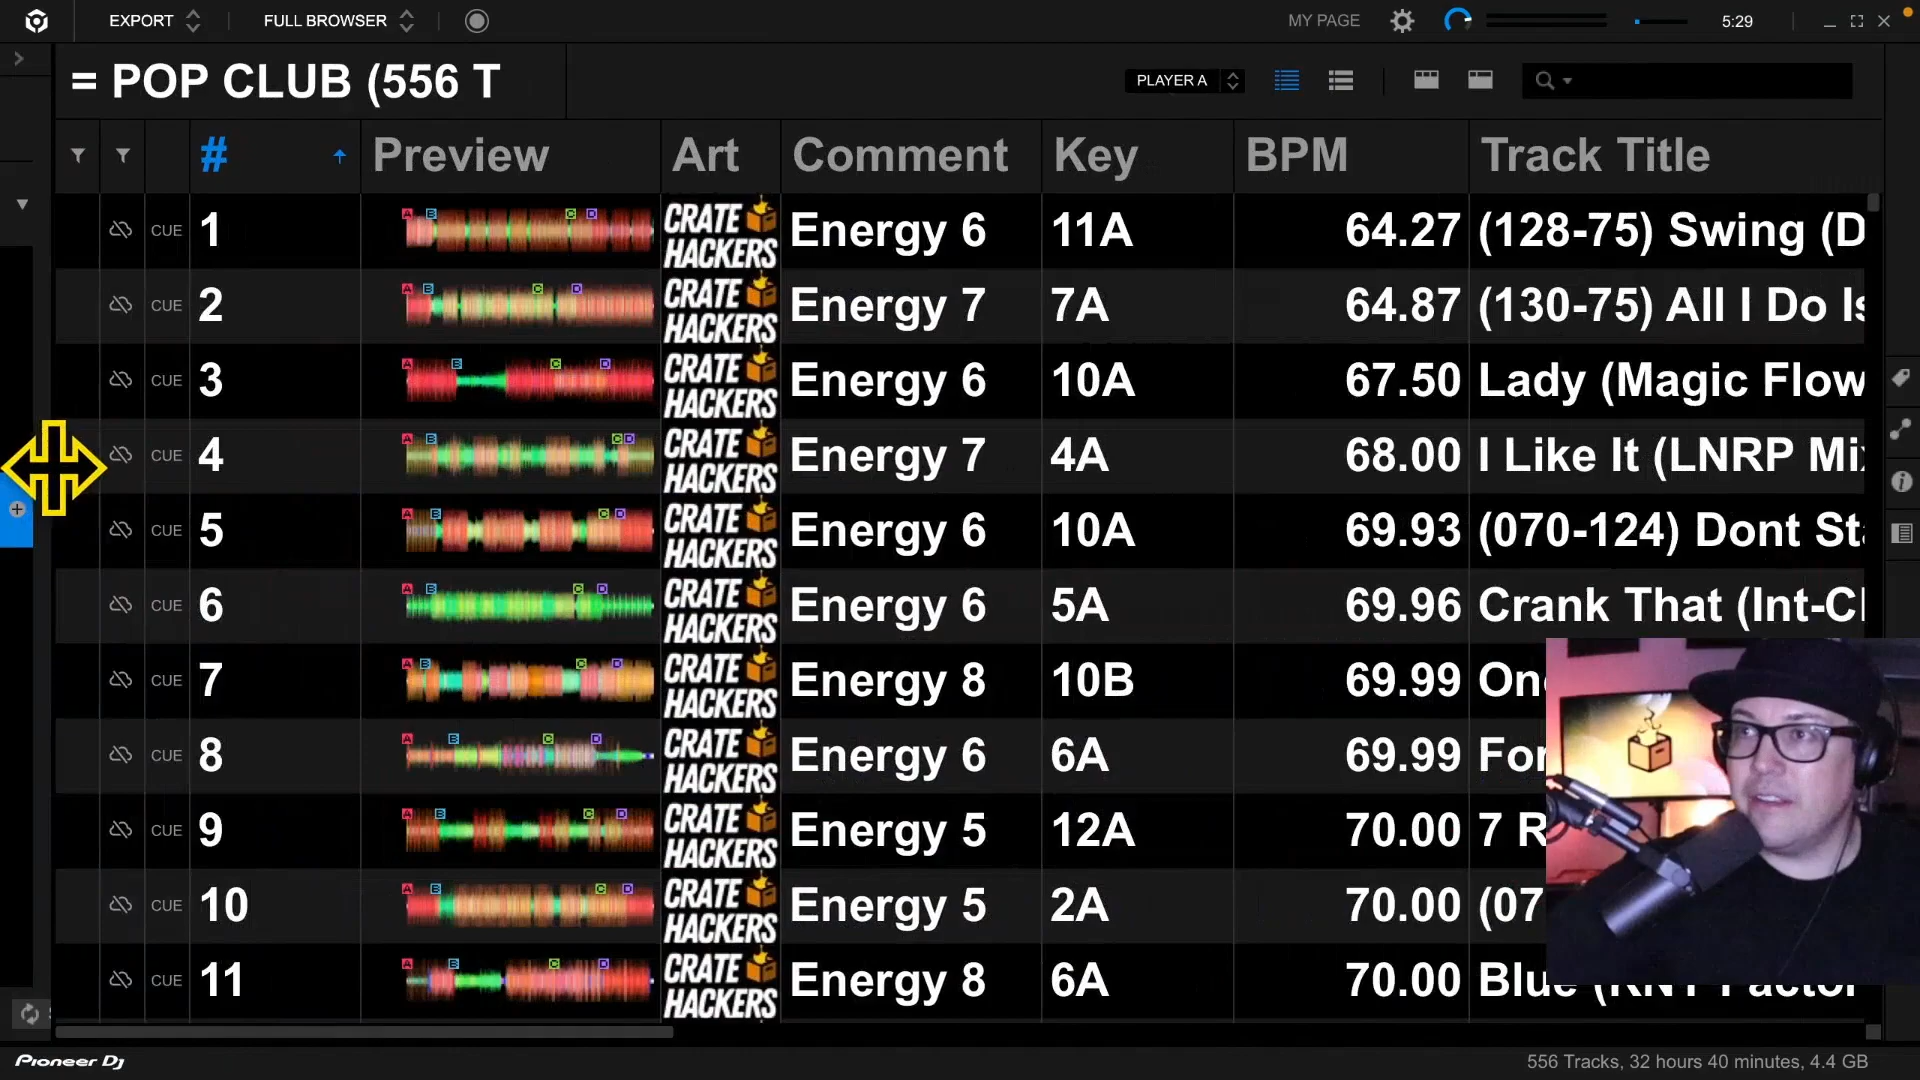 EXPORT FULL BROWSER MY PAGE 5:29
= POP CLUB (556 T PLAYER A
# Preview Art Comment Key BPM Track Title
CUE 1 A B C D CRATE HACKERS Energy 6 11A 64.27 (128-75) Swing (D
CUE 2 A B C D CRATE HACKERS Energy 7 7A 64.87 (130-75) All I Do Is
CUE 3 A B C D CRATE HACKERS Energy 6 10A 67.50 Lady (Magic Flow
CUE 4 A B C D CRATE HACKERS Energy 7 4A 68.00 I Like It (LNRP Mix
CUE 5 A B C D CRATE HACKERS Energy 6 10A 69.93 (070-124) Dont Sta
CUE 6 A B C D CRATE HACKERS Energy 6 5A 69.96 Crank That (Int-Cl
CUE 7 A B C D CRATE HACKERS Energy 8 10B 69.99 On
CUE 8 A B C D CRATE HACKERS Energy 6 6A 69.99 For
CUE 9 A B C D CRATE HACKERS Energy 5 12A 70.00 7 R
CUE 10 A B C D CRATE HACKERS Energy 5 2A 70.00 (07
CUE 11 A B C D CRATE HACKERS Energy 8 6A 70.00 Blue
Pioneer Dj 556 Tracks, 32 hours 40 minutes, 4.4 GB